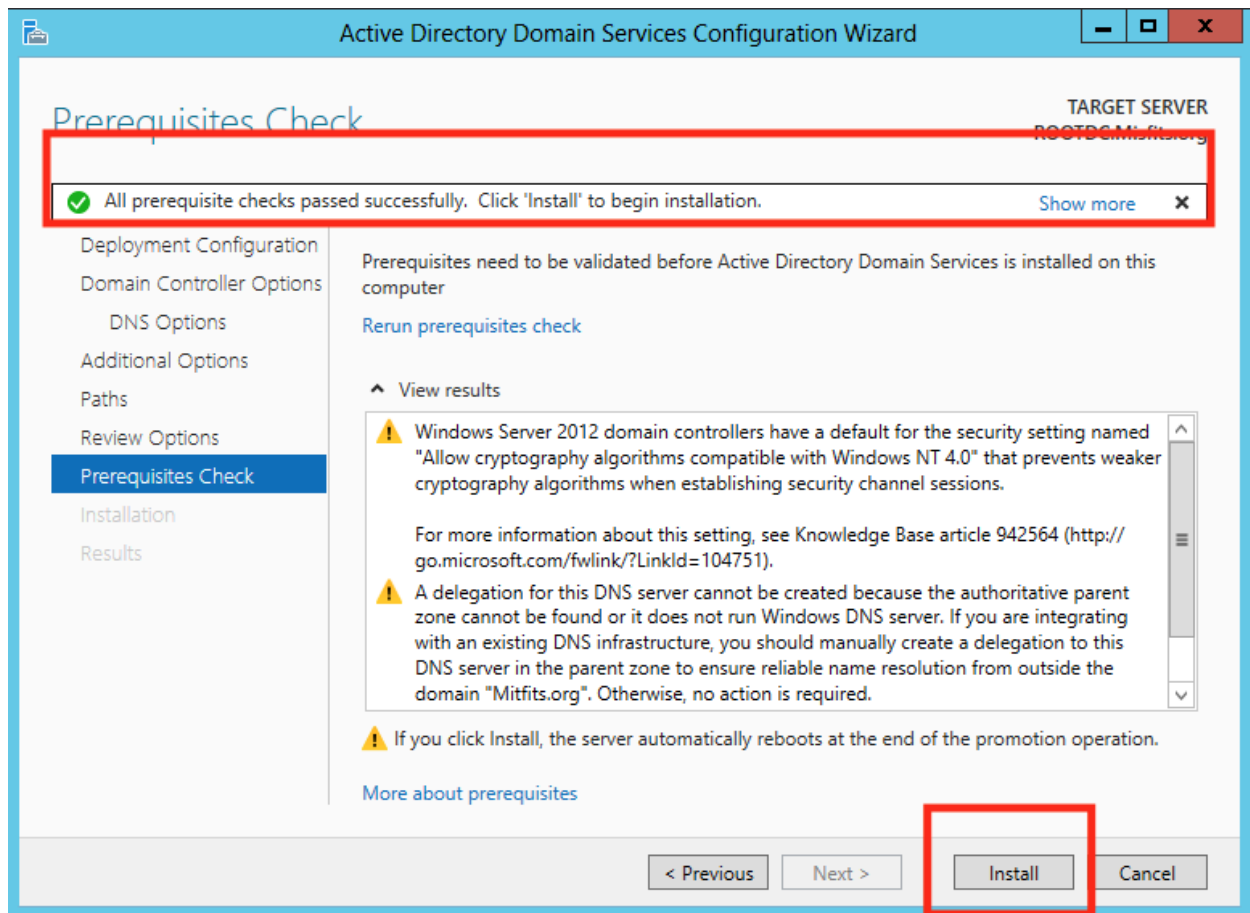 Active Directory Domain Services Configuration Wizard
Prerequisites Check
TARGET SERVER
ROOTDC.Misfits.org
All prerequisite checks passed successfully. Click 'Install' to begin installation.
Show more
Deployment Configuration
Domain Controller Options
DNS Options
Additional Options
Paths
Review Options
Prerequisites Check
Installation
Results
Prerequisites need to be validated before Active Directory Domain Services is installed on this
computer
Rerun prerequisites check
View results
Windows Server 2012 domain controllers have a default for the security setting named
"Allow cryptography algorithms compatible with Windows NT 4.0" that prevents weaker
cryptography algorithms when establishing security channel sessions.
For more information about this setting, see Knowledge Base article 942564 (http://
go.microsoft.com/fwlink/?LinkId=104751).
A delegation for this DNS server cannot be created because the authoritative parent
zone cannot be found or it does not run Windows DNS server. If you are integrating
with an existing DNS infrastructure, you should manually create a delegation to this
DNS server in the parent zone to ensure reliable name resolution from outside the
domain "Mitfits.org". Otherwise, no action is required.
If you click Install, the server automatically reboots at the end of the promotion operation.
More about prerequisites
< Previous
Next >
Install
Cancel